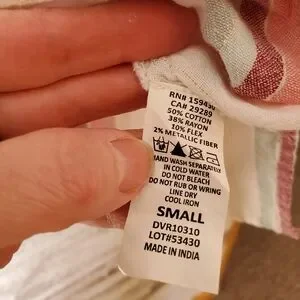 RN# 159430
CA# 29289
50% COTTON
38% RAYON
10% FLEX
2% METALLIC FIBER
HAND WASH SEPARATELY
IN COLD WATER
DO NOT BLEACH
DO NOT RUB OR WRING
LINE DRY
COOL IRON
SMALL
DVR10310
LOT#53430
MADE IN INDIA